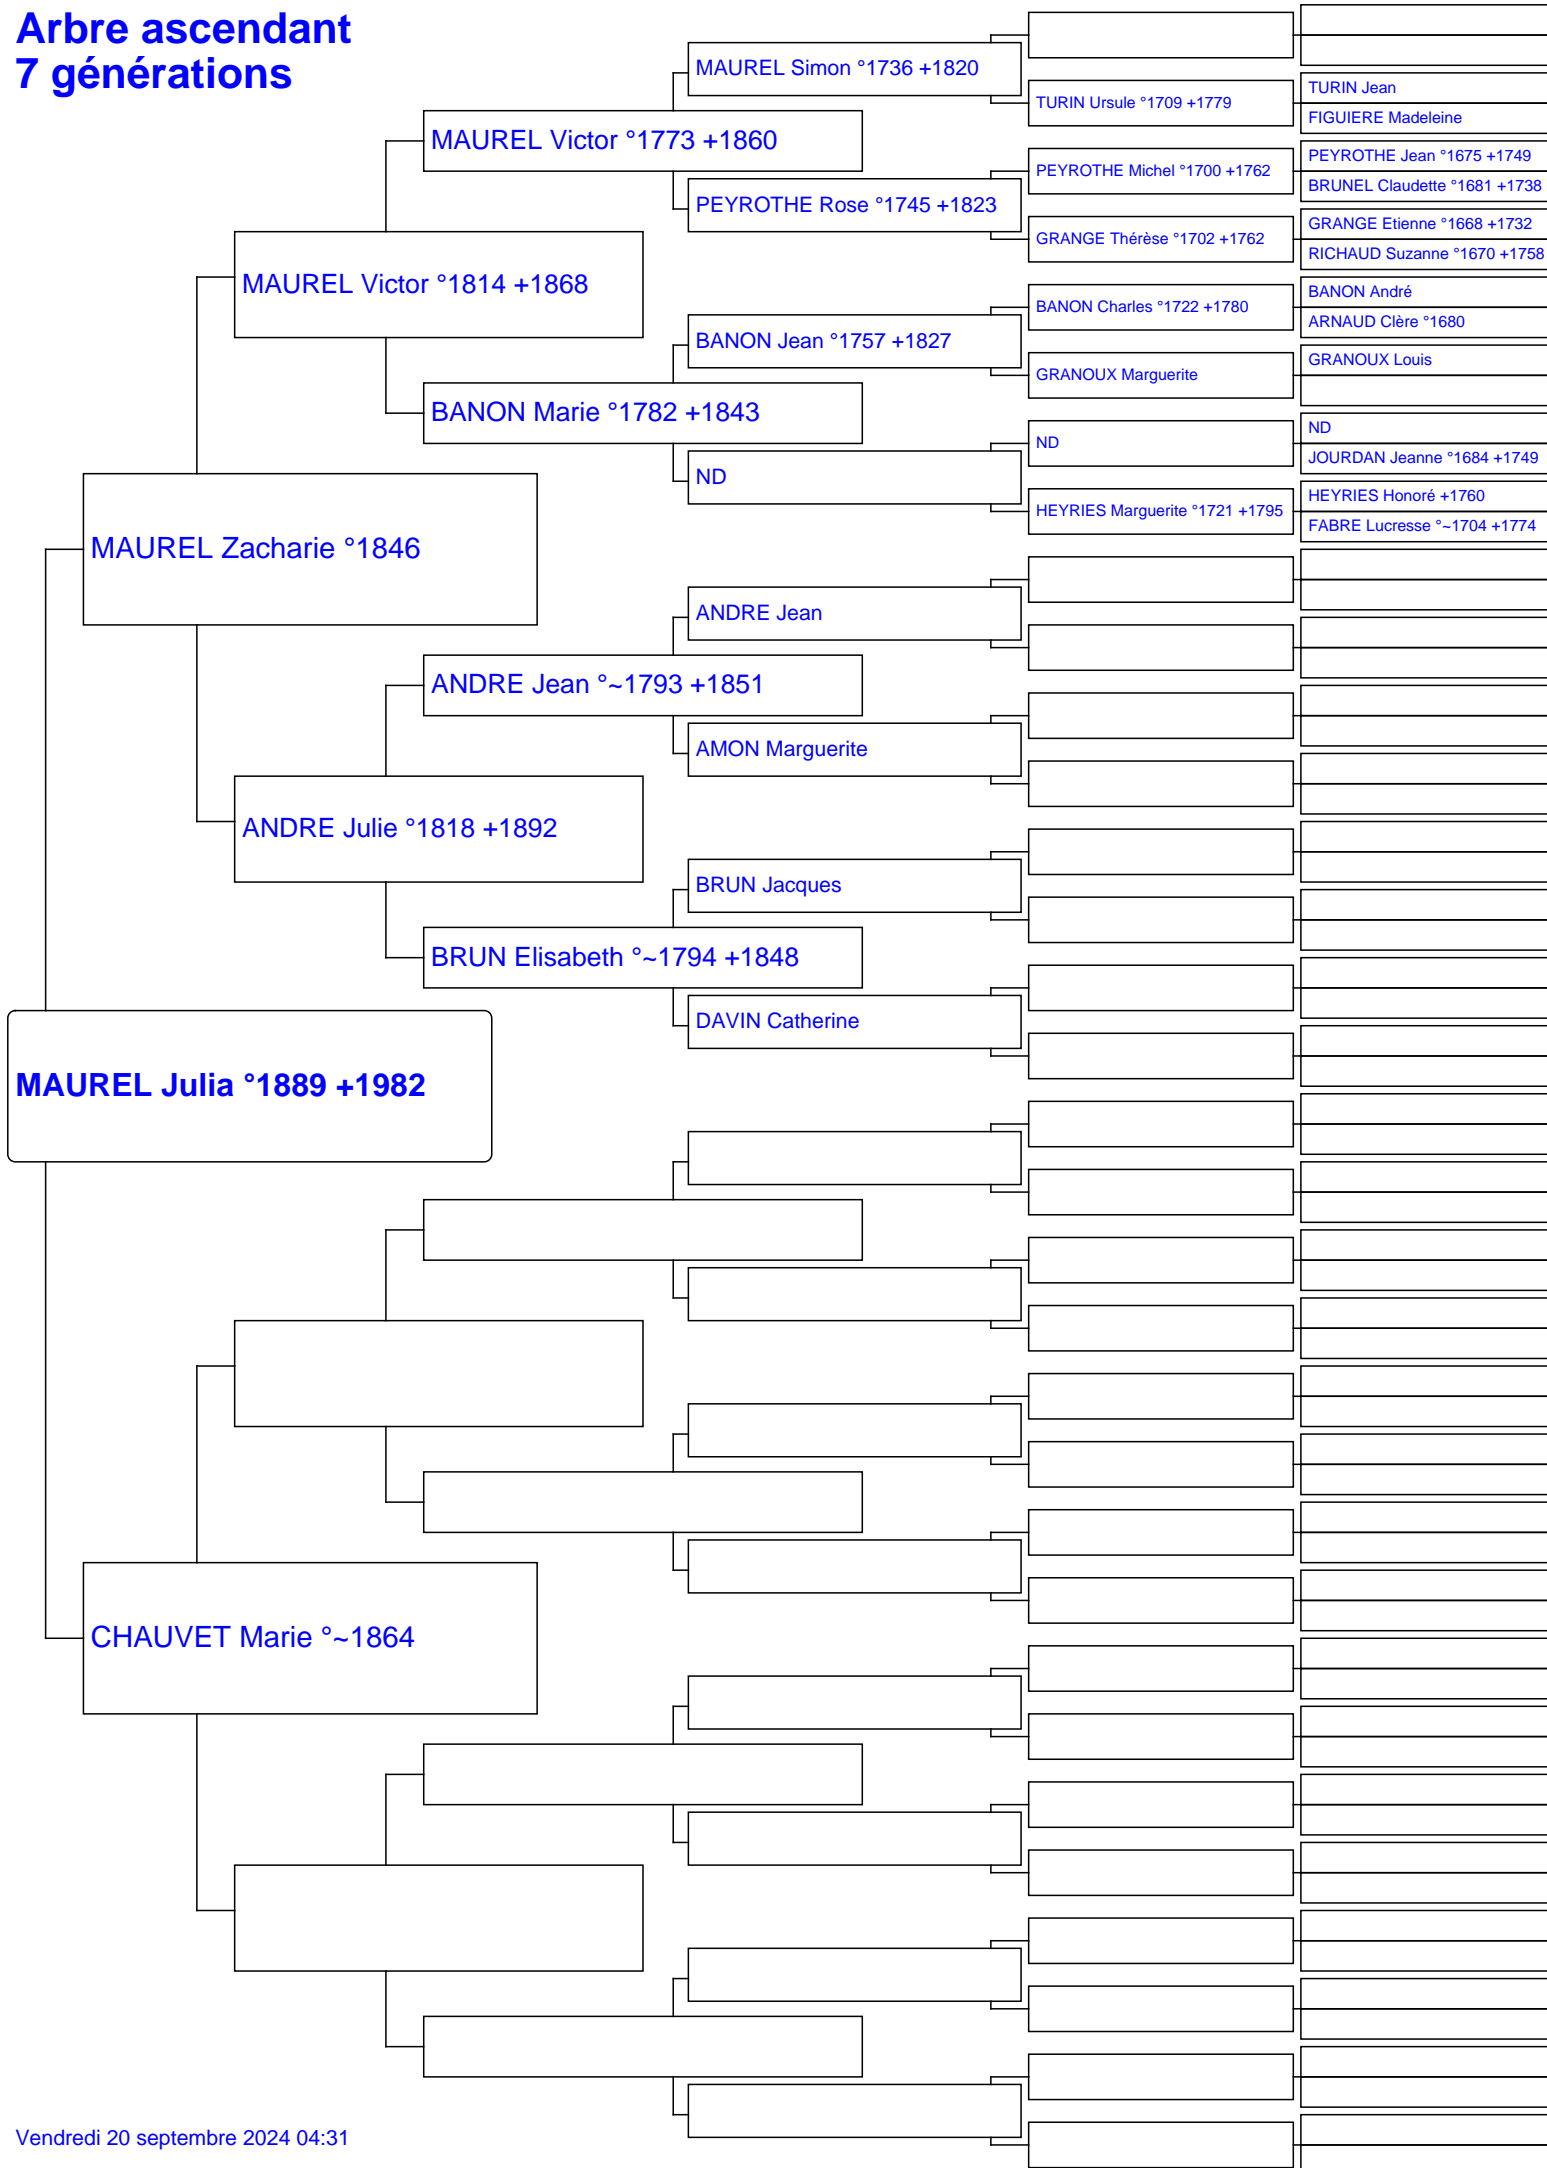 Arbre ascendant
7 générations
MAUREL Simon °1736 +1820
TURIN Ursule °1709 +1779
TURIN Jean
FIGUIERE Madeleine
MAUREL Victor °1773 +1860
PEYROTHE Michel °1700 +1762
PEYROTHE Jean °1675 +1749
BRUNEL Claudette °1681 +1738
PEYROTHE Rose °1745 +1823
GRANGE Thérèse °1702 +1762
GRANGE Etienne °1668 +1732
RICHAUD Suzanne °1670 +1758
MAUREL Victor °1814 +1868
BANON Charles °1722 +1780
BANON André
ARNAUD Clère °1680
BANON Jean °1757 +1827
GRANOUX Marguerite
GRANOUX Louis
BANON Marie °1782 +1843
ND
ND
JOURDAN Jeanne °1684 +1749
ND
HEYRIES Marguerite °1721 +1795
HEYRIES Honoré +1760
FABRE Lucresse °~1704 +1774
MAUREL Zacharie °1846
ANDRE Jean
ANDRE Jean °~1793 +1851
AMON Marguerite
ANDRE Julie °1818 +1892
BRUN Jacques
BRUN Elisabeth °~1794 +1848
DAVIN Catherine
MAUREL Julia °1889 +1982
CHAUVET Marie °~1864
Vendredi 20 septembre 2024 04:31